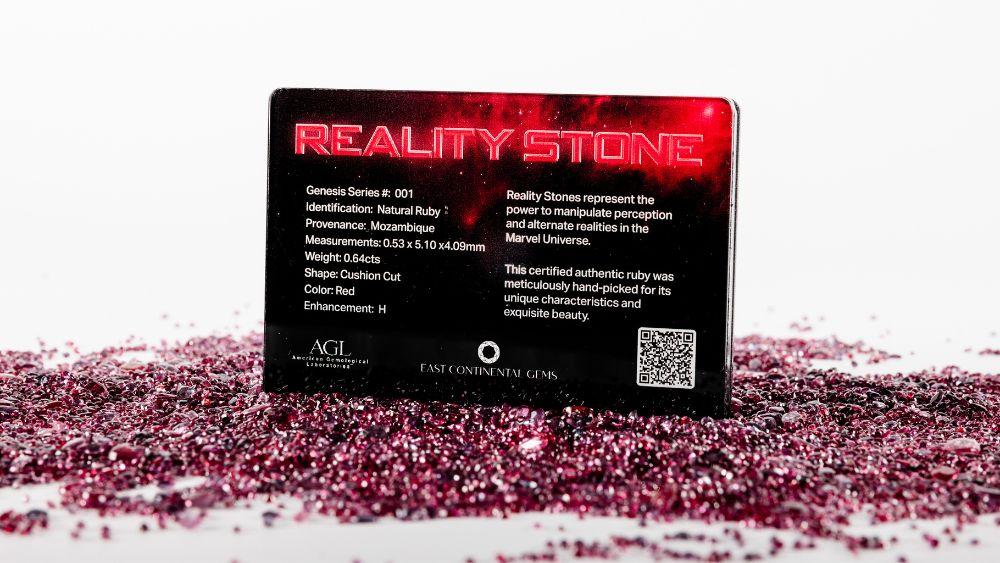 REALITY STONE
Genesis Series #: 001
Identification: Natural Ruby
Provenance: Mozambique
Measurements: 0.53 x 5.10 x4.09mm
Weight: 0.64cts
Shape: Cushion Cut
Color: Red
Enhancement: H
Reality Stones represent the
power to manipulate perception
and alternate realities in the
Marvel Universe.
This certified authentic ruby was
meticulously hand-picked for its
unique characteristics and
exquisite beauty.
AGL
American Gemological
Laboratories
EAST CONTINENTAL GEMS